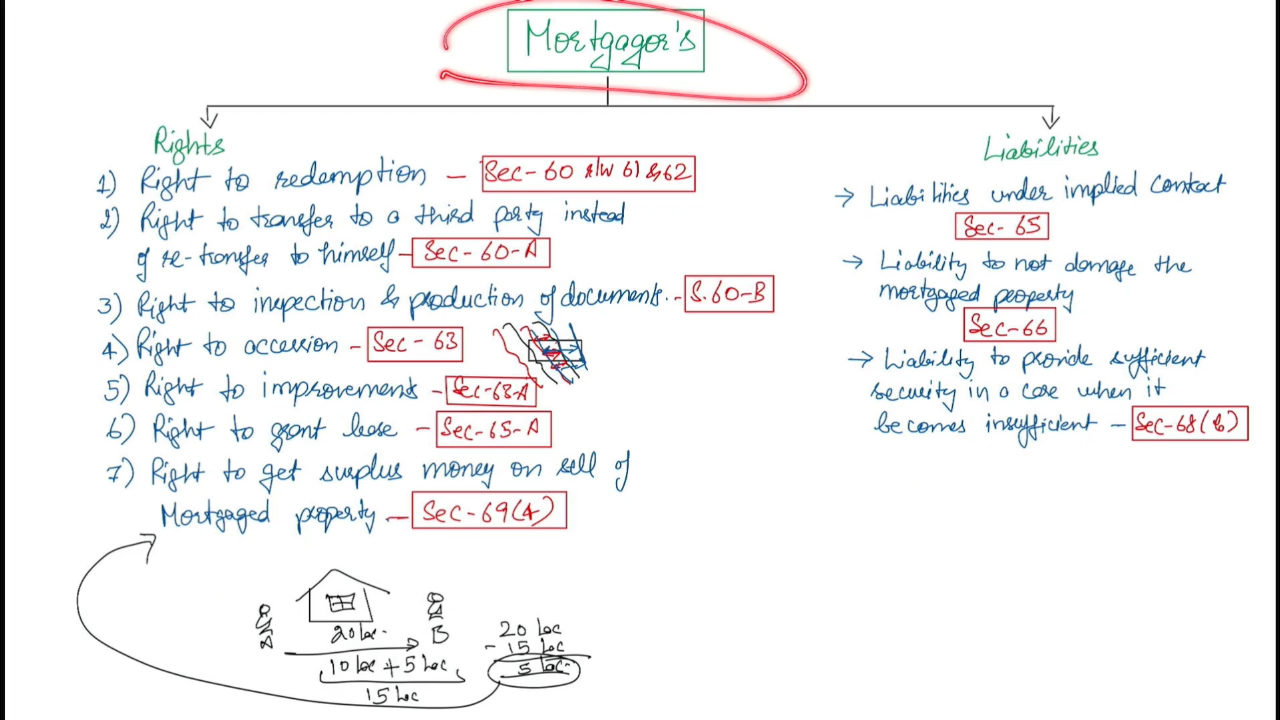 Mortgagor's
Rights
1) Right to redemption – Sec-60 r/w 61 & 62
2) Right to transfer to a third party instead
of re-transfer to himself – Sec-60-A
3) Right to inspection & production of documents. – S.60-B
4) Right to accession – Sec-63
5) Right to improvements – Sec-63-A
6) Right to grant lease – Sec-65-A
7) Right to get surplus money on sell of
Mortgaged property – Sec-69(4)
Liabilities
→ Liabilities under implied contact
Sec-65
→ Liability to not damage the
mortgaged property
Sec-66
→ Liability to provide sufficient
security in a case when it
becomes insufficient – Sec-68(b)
A 20 lac. B
10 lac + 5 lac
15 lac
20 lac
- 15 lac
5 lac.